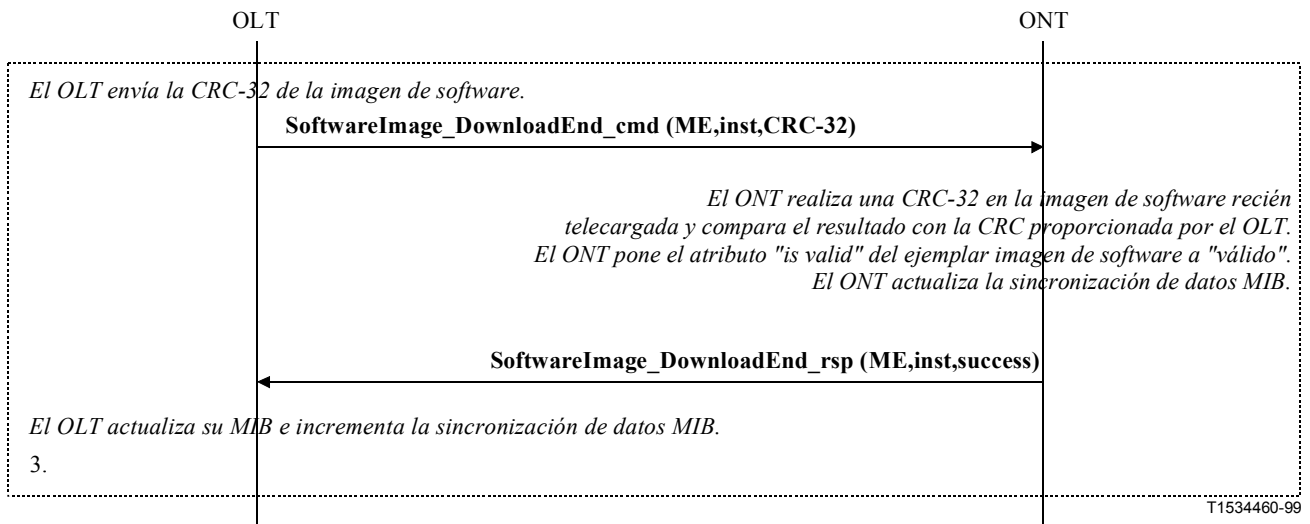 OLT ONT
El OLT envía la CRC-32 de la imagen de software.
SoftwareImage_DownloadEnd_cmd (ME,inst,CRC-32)
El ONT realiza una CRC-32 en la imagen de software recién
telecargada y compara el resultado con la CRC proporcionada por el OLT.
El ONT pone el atributo "is valid" del ejemplar imagen de software a "válido".
El ONT actualiza la sincronización de datos MIB.
SoftwareImage_DownloadEnd_rsp (ME,inst,success)
El OLT actualiza su MIB e incrementa la sincronización de datos MIB.
3.
T1534460-99